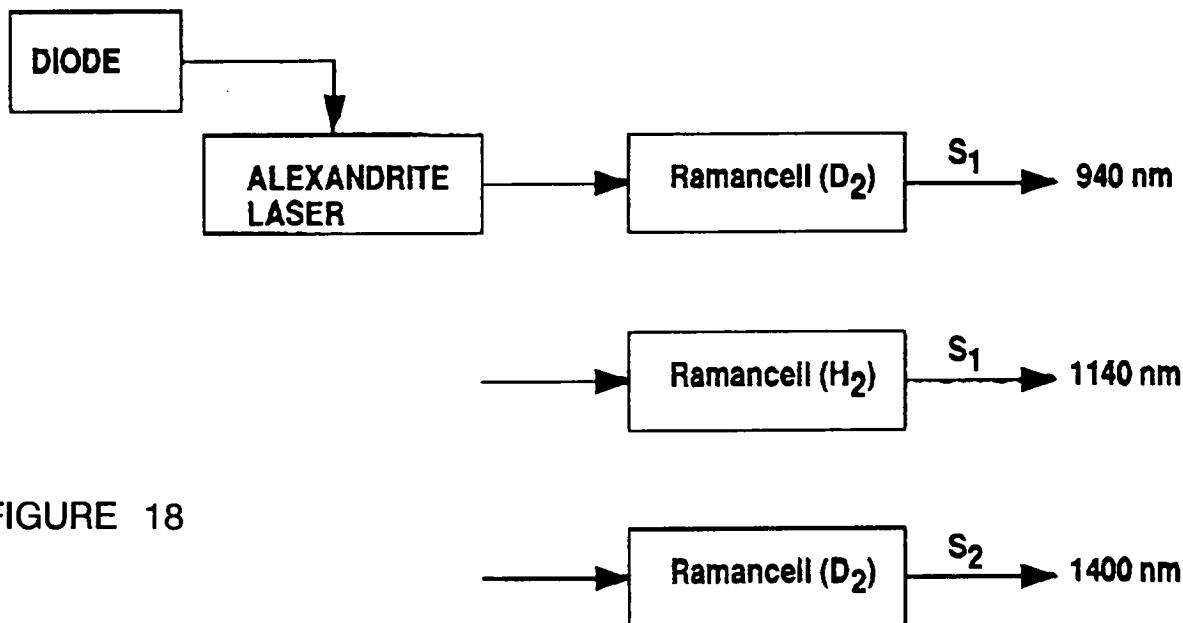 DIODE
ALEXANDRITE
LASER
Ramancell (D₂)
S₁
940 nm
Ramancell (H₂)
S₁
1140 nm
FIGURE 18
Ramancell (D₂)
S₂
1400 nm